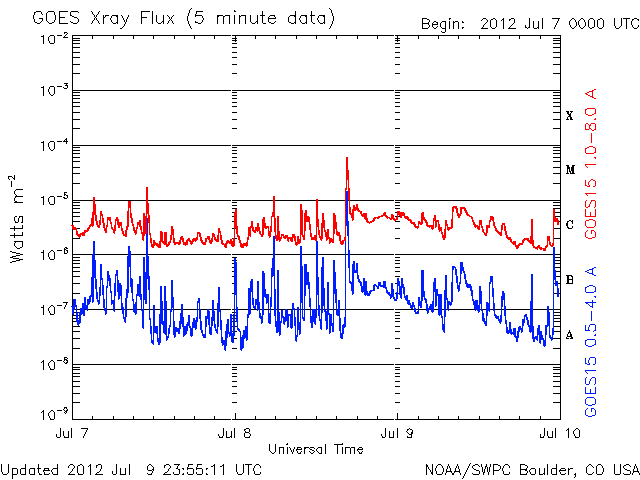 GOES Xray Flux (5 minute data)
Begin: 2012 Jul 7 0000 UTC
10⁻²
10⁻³
10⁻⁴
10⁻⁵
10⁻⁶
10⁻⁷
10⁻⁸
10⁻⁹
Watts m⁻²
X
M
C
B
A
GOES15 1.0-8.0 A
GOES15 0.5-4.0 A
Jul 7
Jul 8
Jul 9
Jul 10
Universal Time
Updated 2012 Jul 9 23:55:11 UTC
NOAA/SWPC Boulder, CO USA